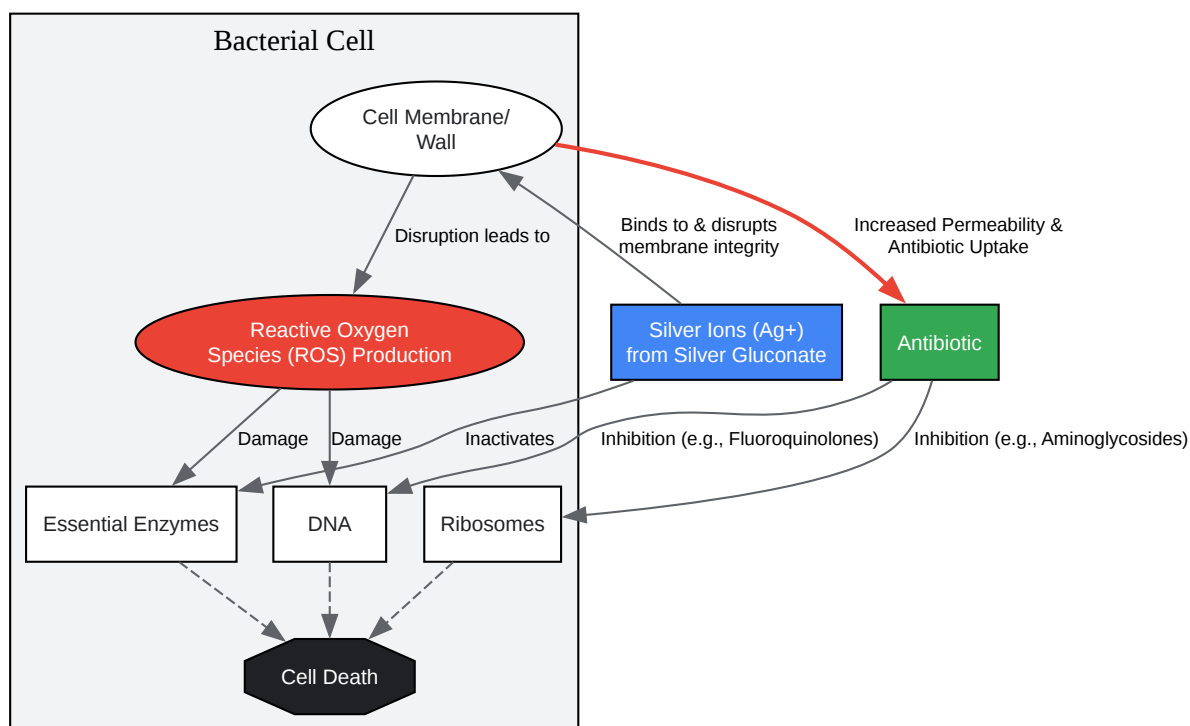 Bacterial Cell
Cell Membrane/
Wall
Disruption leads to
Binds to & disrupts
membrane integrity
Increased Permeability &
Antibiotic Uptake
Reactive Oxygen
Species (ROS) Production
Silver Ions (Ag+)
from Silver Gluconate
Antibiotic
Damage
Damage
Inactivates
Inhibition (e.g., Fluoroquinolones)
Inhibition (e.g., Aminoglycosides)
Essential Enzymes
DNA
Ribosomes
Cell Death